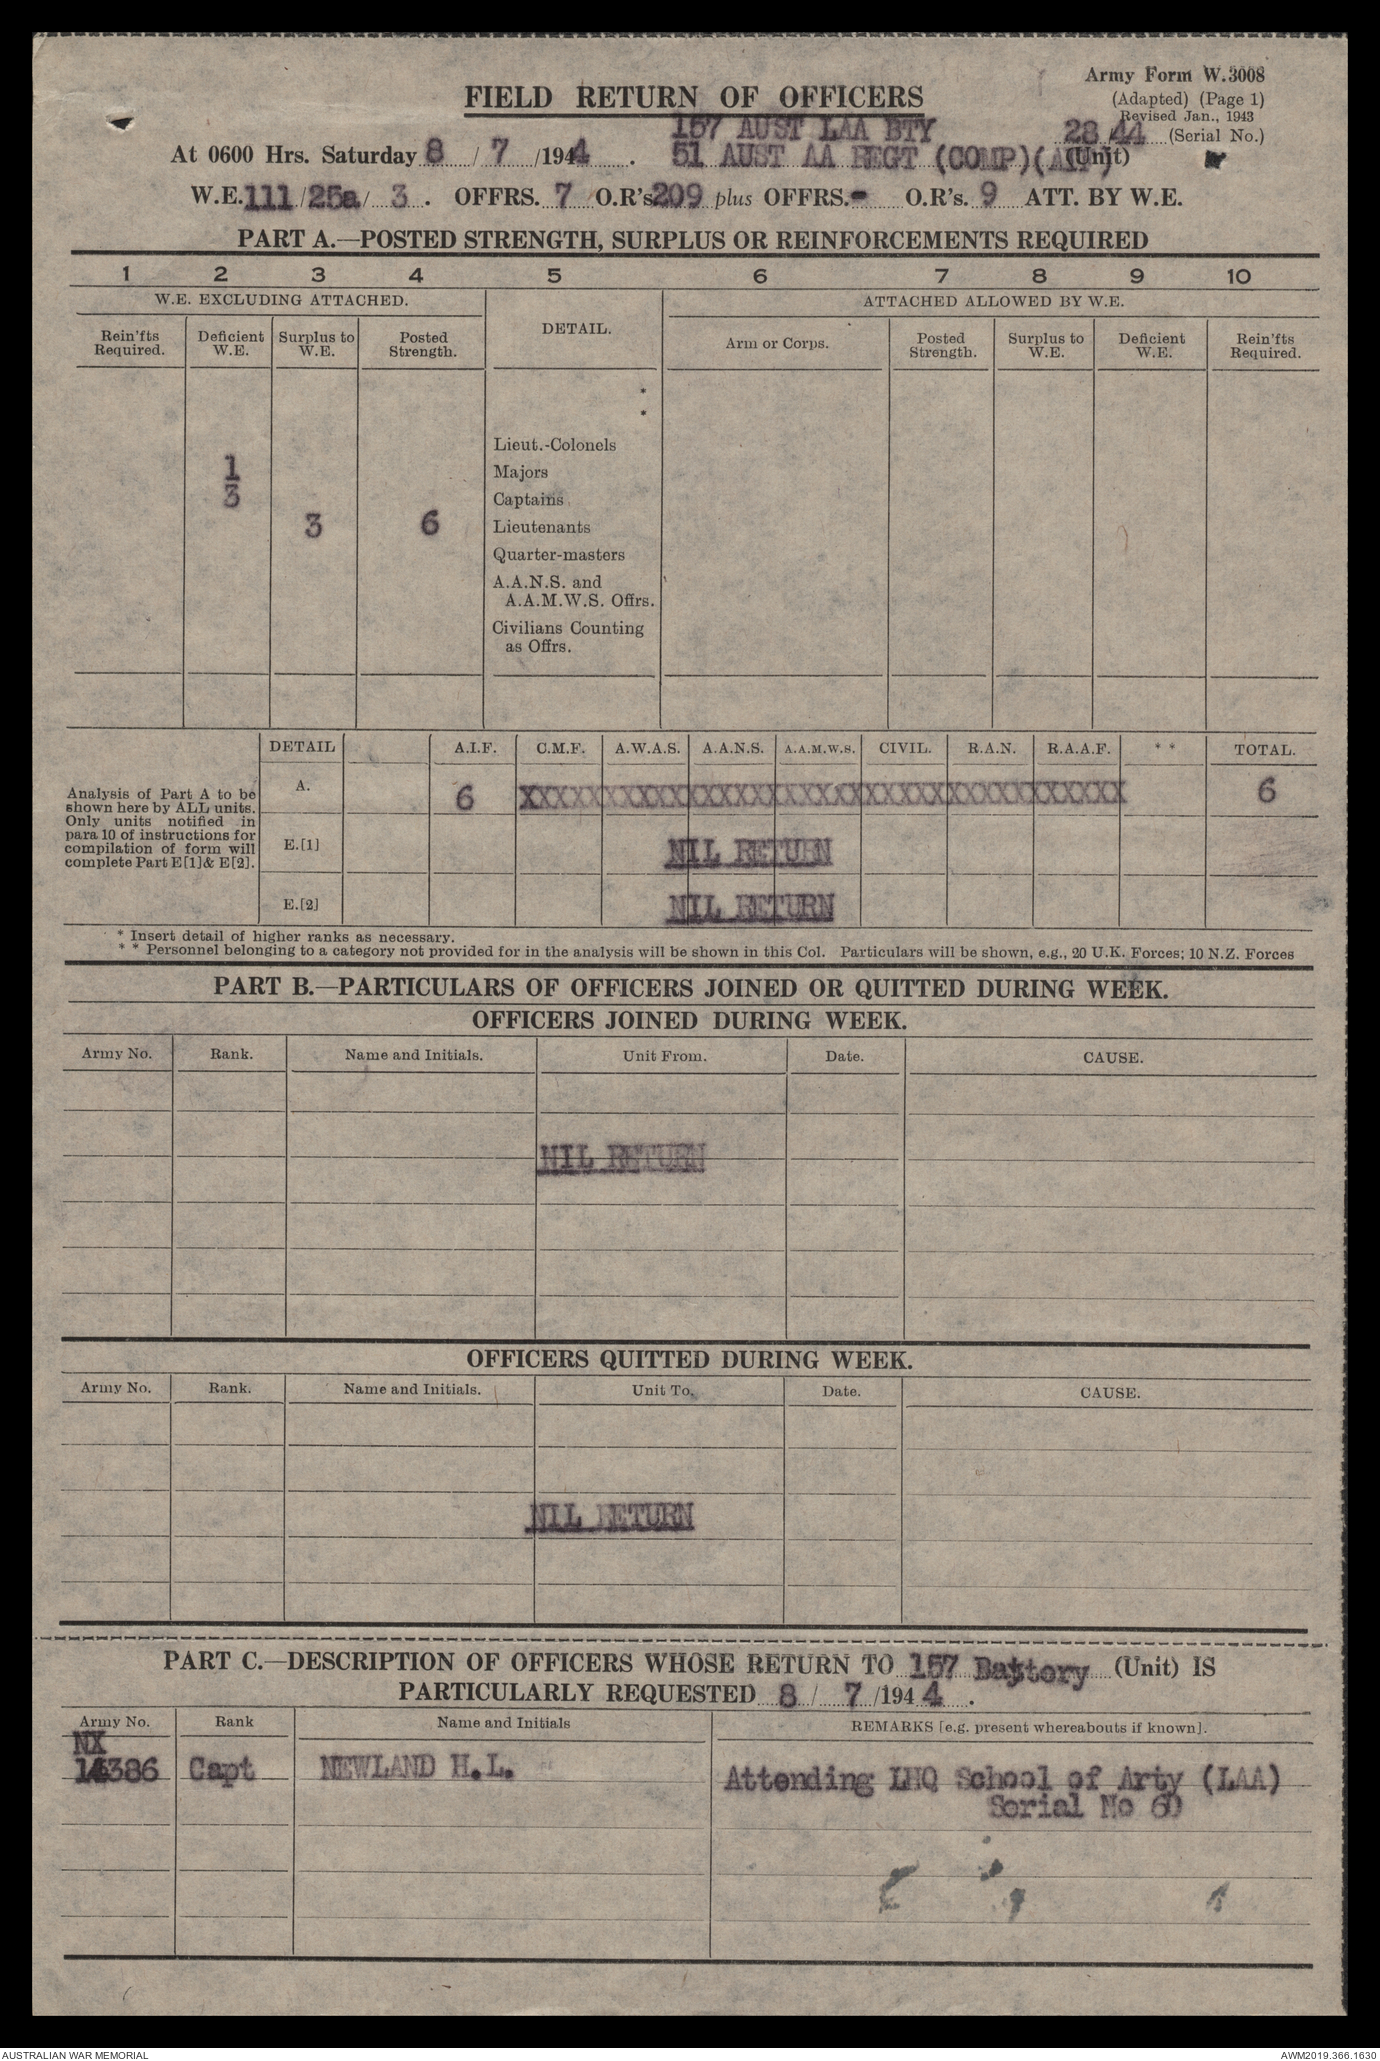 Army Form W.3008
FIELD RETURN OF OFFICERS
(Adapted) (Page 1)
Revised Jan., 1943
157 AUST LAA BTY
28/44 (Serial No.)
At 0600 Hrs. Saturday 8 / 7 /1944 . 51 AUST AA REGT (COMP)(AIF) (Unit)
W.E. 111 / 25a / 3 . OFFRS. 7 O.R's 209 plus OFFRS. - O.R's. 9 ATT. BY W.E.
PART A.—POSTED STRENGTH, SURPLUS OR REINFORCEMENTS REQUIRED
1 2 3 4 5 6 7 8 9 10
W.E. EXCLUDING ATTACHED. DETAIL. ATTACHED ALLOWED BY W.E.
Rein'fts Required. Deficient W.E. Surplus to W.E. Posted Strength. Arm or Corps. Posted Strength. Surplus to W.E. Deficient W.E. Rein'fts Required.
*
*
Lieut.-Colonels
1 Majors
3 Captains
3 6 Lieutenants
Quarter-masters
A.A.N.S. and
A.A.M.W.S. Offrs.
Civilians Counting
as Offrs.
DETAIL A.I.F. C.M.F. A.W.A.S. A.A.N.S. A.A.M.W.S. CIVIL. R.A.N. R.A.A.F. * * TOTAL.
Analysis of Part A to be
shown here by ALL units.
Only units notified in
para 10 of instructions for
compilation of form will
complete Part E[1]& E[2].
A. 6 XXXXXXXXXXXXXXXXXXXXXXXXXXXXXXXXXXX 6
E.[1] NIL RETURN
E.[2] NIL RETURN
* Insert detail of higher ranks as necessary.
* * Personnel belonging to a category not provided for in the analysis will be shown in this Col. Particulars will be shown, e.g., 20 U.K. Forces; 10 N.Z. Forces
PART B.—PARTICULARS OF OFFICERS JOINED OR QUITTED DURING WEEK.
OFFICERS JOINED DURING WEEK.
Army No. Rank. Name and Initials. Unit From. Date. CAUSE.
NIL RETURN
OFFICERS QUITTED DURING WEEK.
Army No. Rank. Name and Initials. Unit To. Date. CAUSE.
NIL RETURN
PART C.—DESCRIPTION OF OFFICERS WHOSE RETURN TO 157 Battery (Unit) IS
PARTICULARLY REQUESTED 8 / 7 /1944 .
Army No. Rank Name and Initials REMARKS [e.g. present whereabouts if known].
NX
14386 Capt NEWLAND H.L. Attending LHQ School of Arty (LAA)
Serial No 60
AUSTRALIAN WAR MEMORIAL AWM2019.366.1630